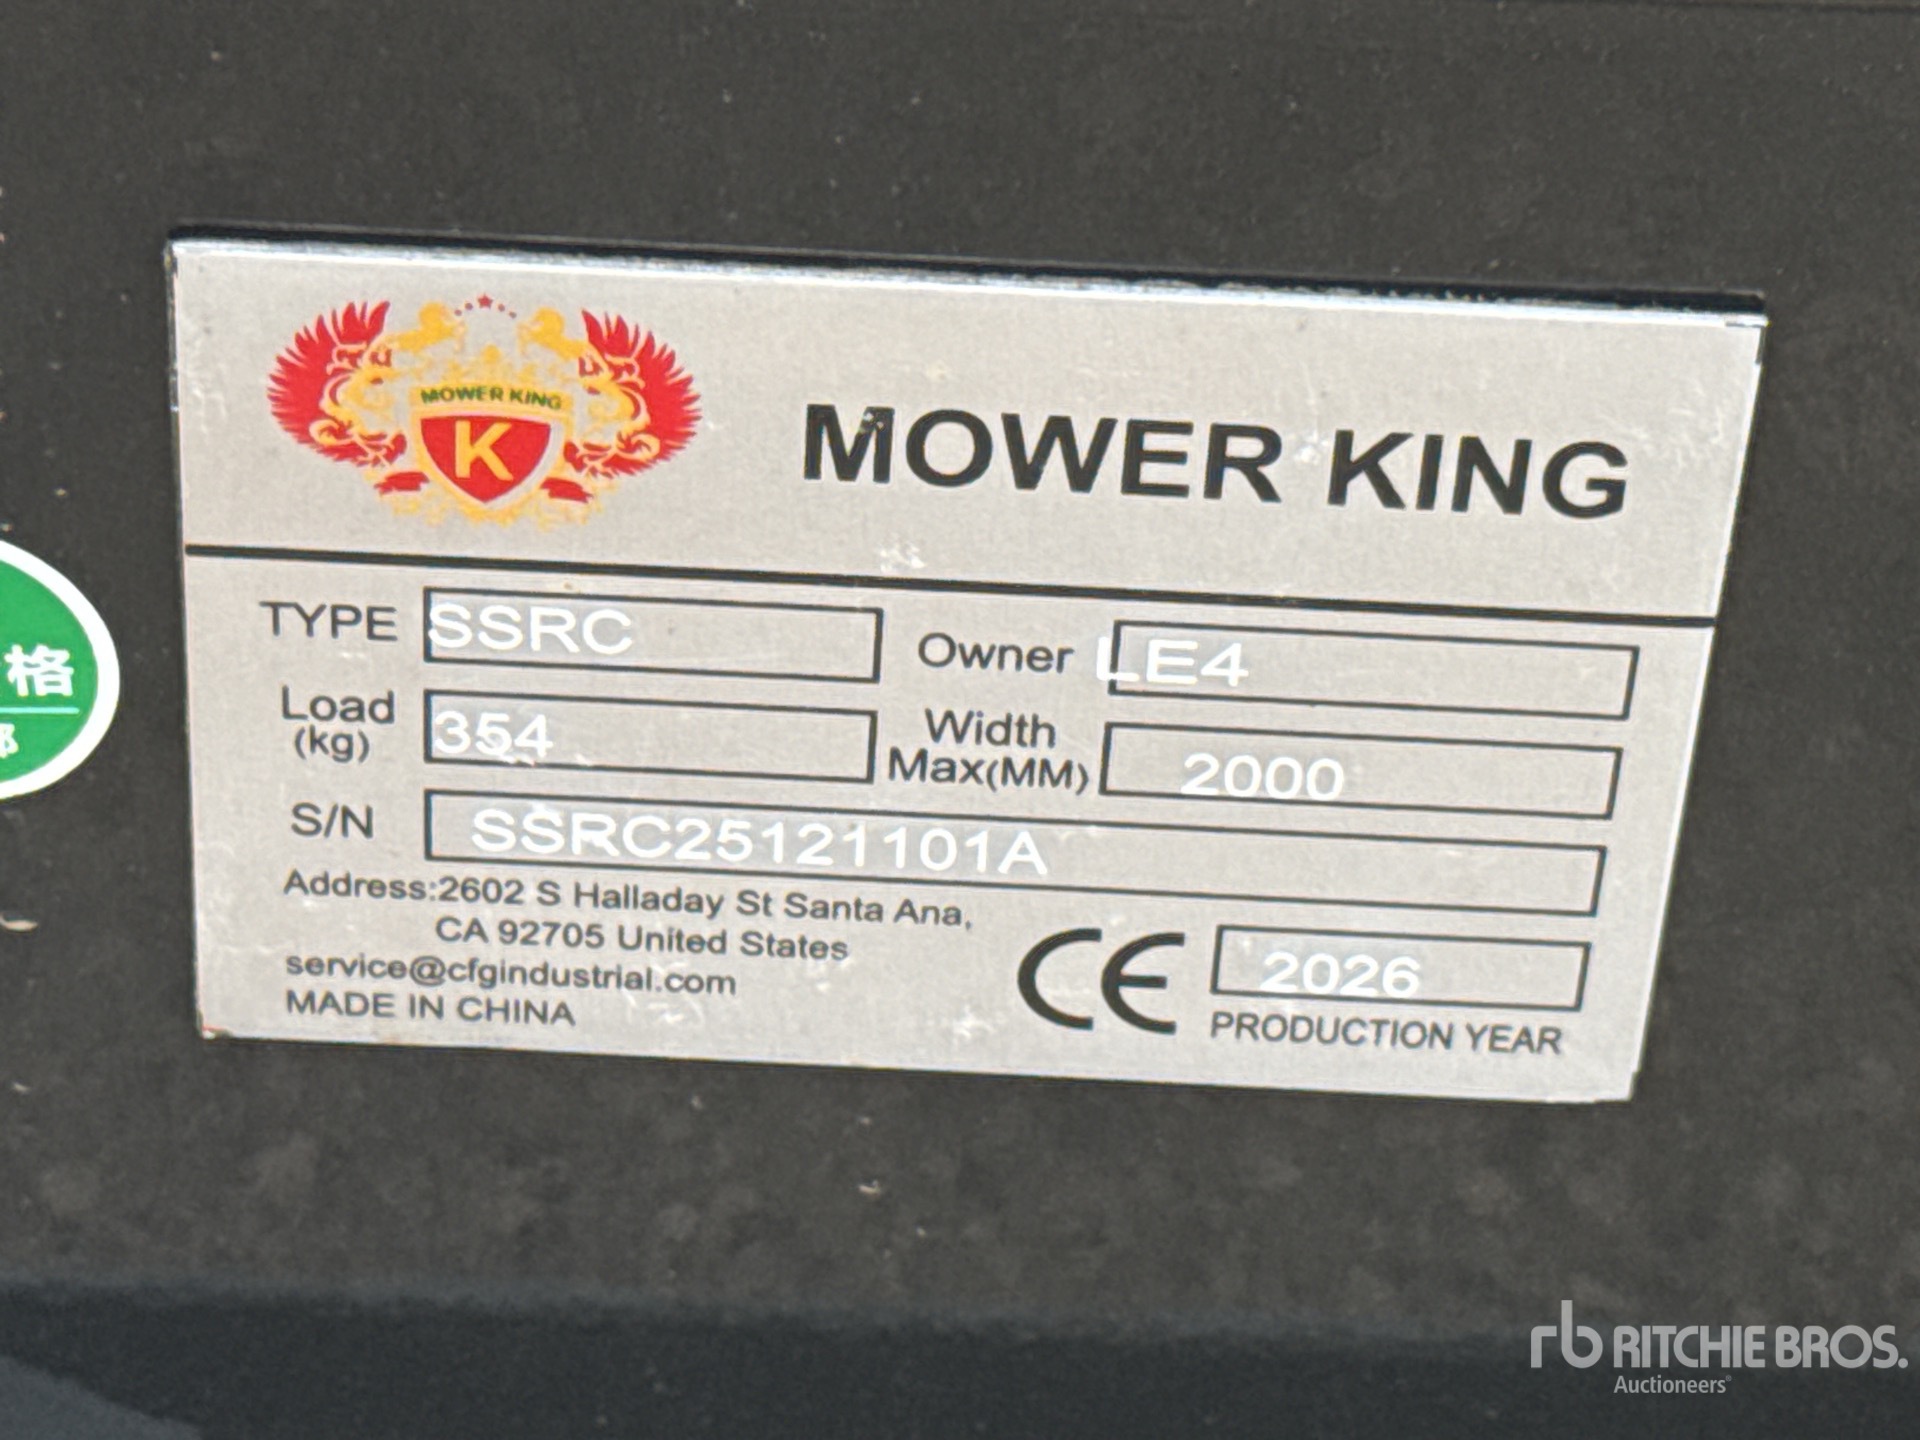 MOWER KING
K
MOWER KING
TYPE SSRC
Owner LE4
Load (kg) 354
Width Max(MM) 2000
S/N SSRC25121101A
Address:2602 S Halladay St Santa Ana,
CA 92705 United States
service@cfgindustrial.com
MADE IN CHINA
CE
2026
PRODUCTION YEAR
格
rb RITCHIE BROS.
Auctioneers